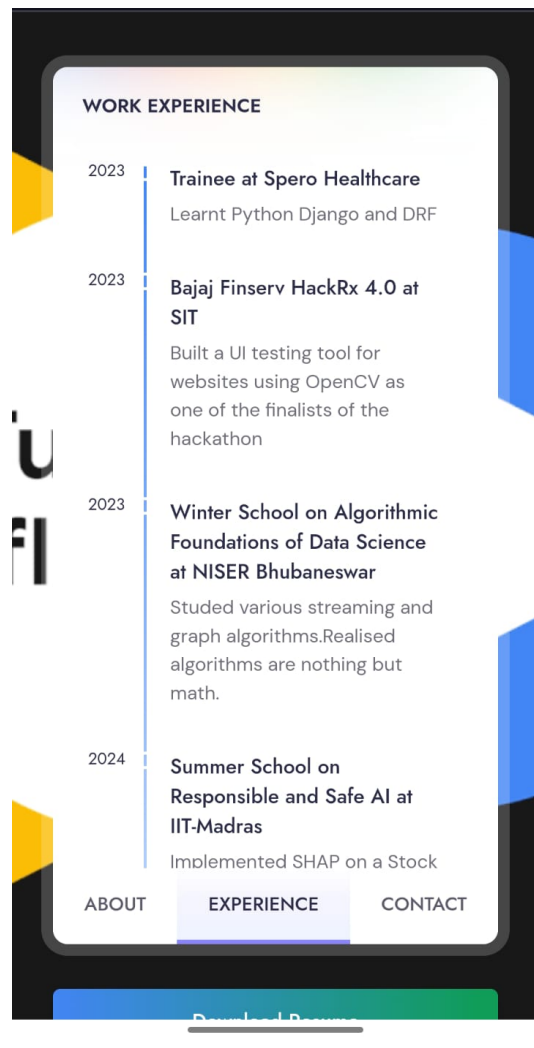 WORK EXPERIENCE
2023
Trainee at Spero Healthcare
Learnt Python Django and DRF
2023
Bajaj Finserv HackRx 4.0 at
SIT
Built a UI testing tool for
websites using OpenCV as
one of the finalists of the
hackathon
2023
Winter School on Algorithmic
Foundations of Data Science
at NISER Bhubaneswar
Studed various streaming and
graph algorithms.Realised
algorithms are nothing but
math.
2024
Summer School on
Responsible and Safe AI at
IIT-Madras
Implemented SHAP on a Stock
ABOUT EXPERIENCE CONTACT
Download Resume